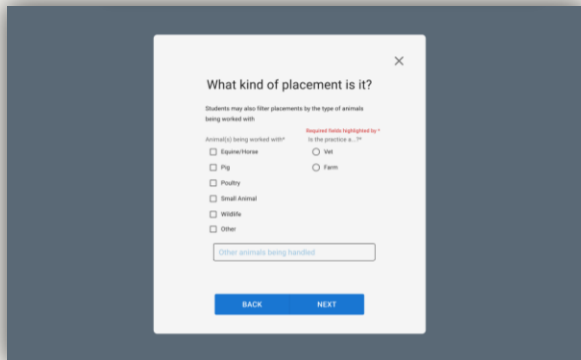 What kind of placement is it?
Students may also filter placements by the type of animals
being worked with
Required fields highlighted by *
Animal(s) being worked with*
Is the practice a...?*
Equine/Horse
Vet
Pig
Farm
Poultry
Small Animal
Wildlife
Other
Other animals being handled
BACK
NEXT